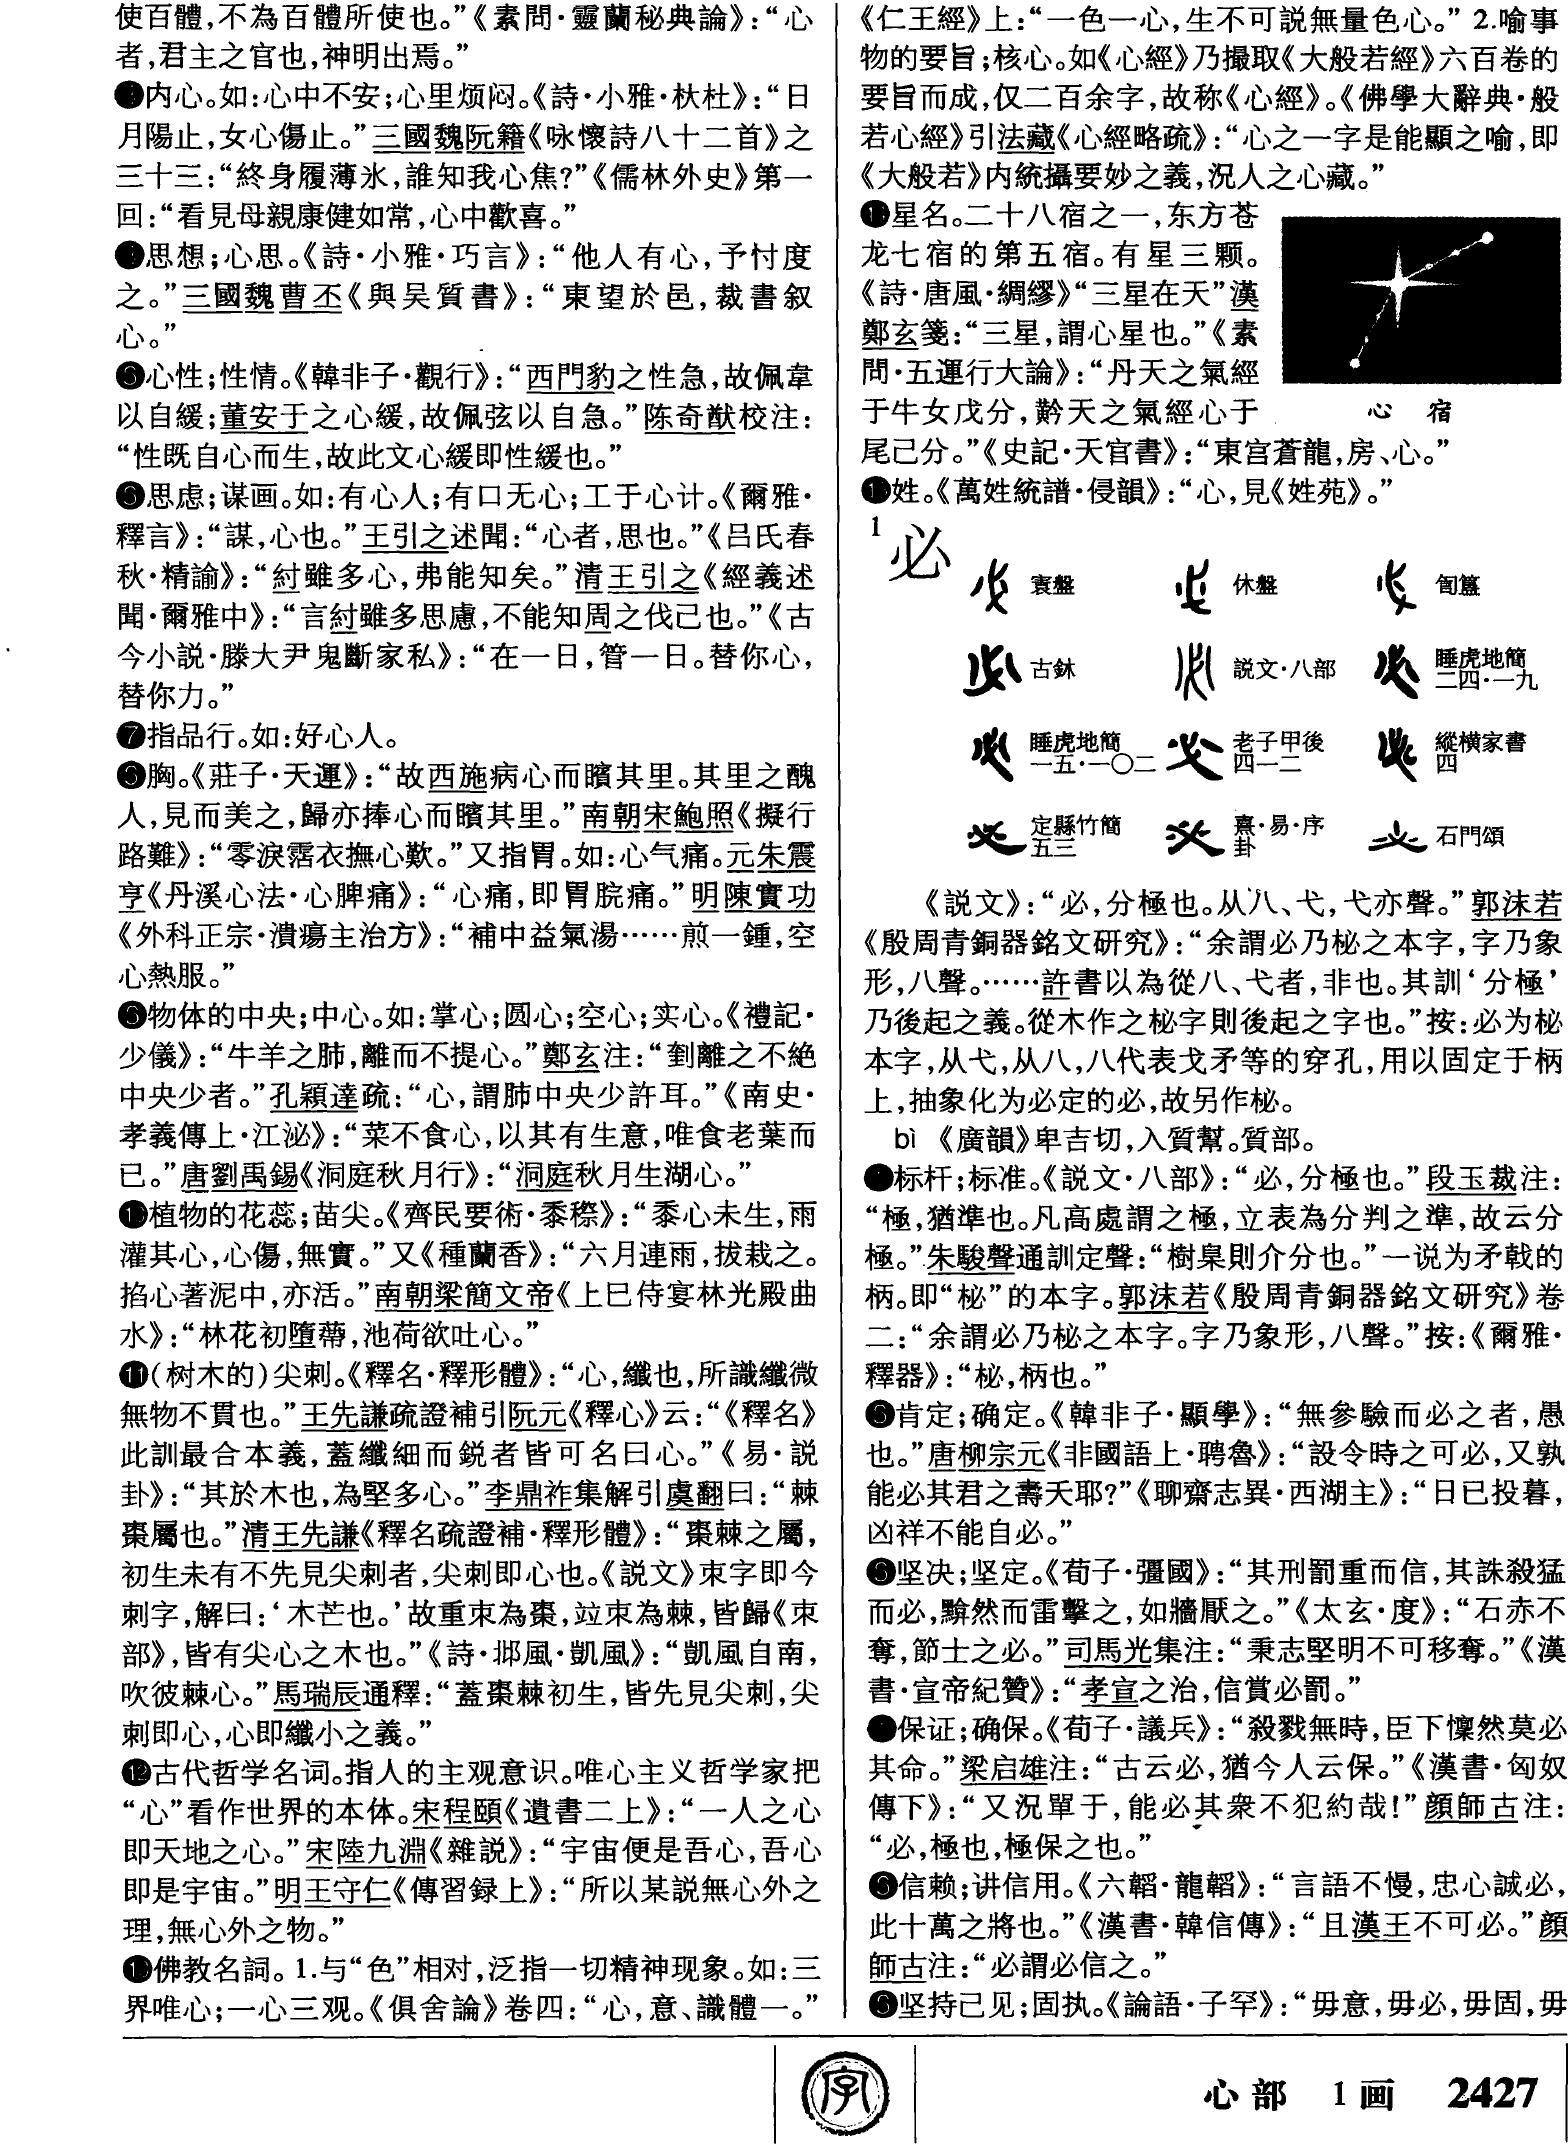 使百體，不為百體所使也。”《素問·靈蘭秘典論》：“心
者，君主之官也，神明出焉。”
内心。如：心中不安；心里烦闷。《詩·小雅·杕杜》：“日
月陽止，女心傷止。”三國魏阮籍《咏懷詩八十二首》之
三十三：“終身履薄氷，誰知我心焦？”《儒林外史》第一
回：“看見母親康健如常，心中歡喜。”
思想；心思。《詩·小雅·巧言》：“他人有心，予忖度
之。”三國魏曹丕《與吴質書》：“東望於邑，裁書叙
心。”
心性；性情。《韓非子·觀行》：“西門豹之性急，故佩韋
以自緩；董安于之心緩，故佩弦以自急。”陈奇猷校注：
“性既自心而生，故此文心緩即性緩也。”
思虑；谋画。如：有心人；有口无心；工于心计。《爾雅·
釋言》：“謀，心也。”王引之述聞：“心者，思也。”《吕氏春
秋·精諭》：“紂雖多心，弗能知矣。”清王引之《經義述
聞·爾雅中》：“言紂雖多思慮，不能知周之伐己也。”《古
今小説·滕大尹鬼斷家私》：“在一日，管一日。替你心，
替你力。”
❼指品行。如：好心人。
胸。《莊子·天運》：“故西施病心而矉其里。其里之醜
人，見而美之，歸亦捧心而矉其里。”南朝宋鮑照《擬行
路難》：“零淚霑衣撫心歎。”又指胃。如：心气痛。元朱震
亨《丹溪心法·心脾痛》：“心痛，即胃脘痛。”明陳實功
《外科正宗·潰瘍主治方》：“補中益氣湯……煎一鍾，空
心熱服。”
物体的中央；中心。如：掌心；圆心；空心；实心。《禮記·
少儀》：“牛羊之肺，離而不提心。”鄭玄注：“㓲離之不絶
中央少者。”孔穎達疏：“心，謂肺中央少許耳。”《南史·
孝義傳上·江泌》：“菜不食心，以其有生意，唯食老葉而
已。”唐劉禹錫《洞庭秋月行》：“洞庭秋月生湖心。”
植物的花蕊；苗尖。《齊民要術·黍穄》：“黍心未生，雨
灌其心，心傷，無實。”又《種蘭香》：“六月連雨，拔栽之。
掐心著泥中，亦活。”南朝梁簡文帝《上巳侍宴林光殿曲
水》：“林花初墮蔕，池荷欲吐心。”
⓫（树木的）尖刺。《釋名·釋形體》：“心，纖也，所識纖微
無物不貫也。”王先謙疏證補引阮元《釋心》云：“《釋名》
此訓最合本義，蓋纖細而鋭者皆可名曰心。”《易·説
卦》：“其於木也，為堅多心。”李鼎祚集解引虞翻曰：“棘
棗屬也。”清王先謙《釋名疏證補·釋形體》：“棗棘之屬，
初生未有不先見尖刺者，尖刺即心也。《説文》朿字即今
刺字，解曰：‘木芒也。’故重朿為棗，竝朿為棘，皆歸《朿
部》，皆有尖心之木也。”《詩·邶風·凱風》：“凱風自南，
吹彼棘心。”馬瑞辰通釋：“蓋棗棘初生，皆先見尖刺，尖
刺即心，心即纖小之義。”
⓬古代哲学名词。指人的主观意识。唯心主义哲学家把
“心”看作世界的本体。宋程頤《遺書二上》：“一人之心
即天地之心。”宋陸九淵《雜説》：“宇宙便是吾心，吾心
即是宇宙。”明王守仁《傳習録上》：“所以某説無心外之
理，無心外之物。”
佛教名詞。1.与“色”相对，泛指一切精神现象。如：三
界唯心；一心三观。《俱舍論》卷四：“心，意、識體一。”
《仁王經》上：“一色一心，生不可説無量色心。”2.喻事
物的要旨；核心。如《心經》乃撮取《大般若經》六百卷的
要旨而成，仅二百余字，故称《心經》。《佛學大辭典·般
若心經》引法藏《心經略疏》：“心之一字是能顯之喻，即
《大般若》内統攝要妙之義，況人之心藏。”
星名。二十八宿之一，东方苍
龙七宿的第五宿。有星三颗。
《詩·唐風·綢繆》“三星在天”漢
鄭玄箋：“三星，謂心星也。”《素
問·五運行大論》：“丹天之氣經
于牛女戊分，黅天之氣經心于
心 宿
尾己分。”《史記·天官書》：“東宫蒼龍，房、心。”
姓。《萬姓統譜·侵韻》：“心，見《姓苑》。”
1 必
袁盤 休盤 訇簋
古鉥 説文·八部 睡虎地簡二四·一九
睡虎地簡一五·一〇二 老子甲後四一二 縱横家書四
定縣竹簡五三 熹·易·序卦 石門頌
《説文》：“必，分極也。从八、弋，弋亦聲。”郭沫若
《殷周青銅器銘文研究》：“余謂必乃柲之本字，字乃象
形，八聲。……許書以為從八、弋者，非也。其訓‘分極’
乃後起之義。從木作之柲字則後起之字也。”按：必为柲
本字，从弋，从八，八代表戈矛等的穿孔，用以固定于柄
上，抽象化为必定的必，故另作柲。
bì 《廣韻》卑吉切，入質幫。質部。
标杆；标准。《説文·八部》：“必，分極也。”段玉裁注：
“極，猶準也。凡高處謂之極，立表為分判之準，故云分
極。”朱駿聲通訓定聲：“樹臬則介分也。”一说为矛戟的
柄。即“柲”的本字。郭沫若《殷周青銅器銘文研究》卷
二：“余謂必乃柲之本字。字乃象形，八聲。”按：《爾雅·
釋器》：“柲，柄也。”
肯定；确定。《韓非子·顯學》：“無參驗而必之者，愚
也。”唐柳宗元《非國語上·聘魯》：“設令時之可必，又孰
能必其君之壽夭耶？”《聊齋志異·西湖主》：“日已投暮，
凶祥不能自必。”
坚决；坚定。《荀子·彊國》：“其刑罰重而信，其誅殺猛
而必，黭然而雷擊之，如牆厭之。”《太玄·度》：“石赤不
奪，節士之必。”司馬光集注：“秉志堅明不可移奪。”《漢
書·宣帝紀贊》：“孝宣之治，信賞必罰。”
保证；确保。《荀子·議兵》：“殺戮無時，臣下懍然莫必
其命。”梁启雄注：“古云必，猶今人云保。”《漢書·匈奴
傳下》：“又況單于，能必其衆不犯約哉！”顔師古注：
“必，極也，極保之也。”
信赖；讲信用。《六韜·龍韜》：“言語不慢，忠心誠必，
此十萬之將也。”《漢書·韓信傳》：“且漢王不可必。”顔
師古注：“必謂必信之。”
坚持已见；固执。《論語·子罕》：“毋意，毋必，毋固，毋
字
心部 1画 2427